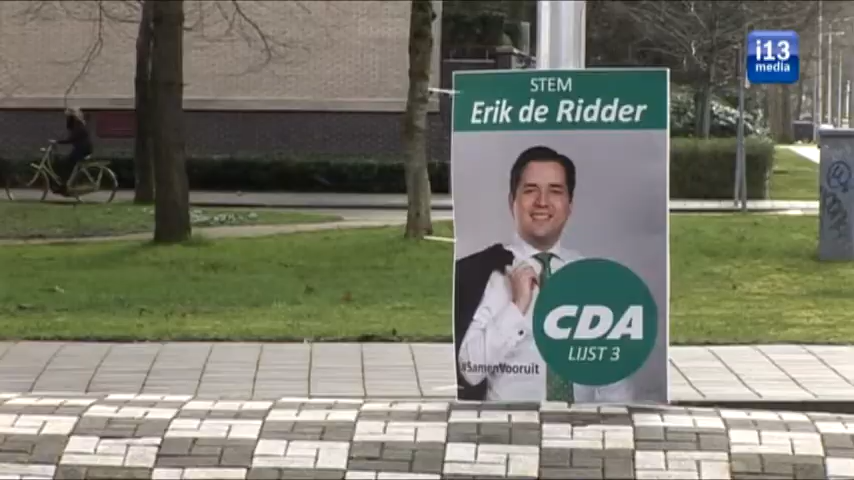 i13
media
STEM
Erik de Ridder
CDA
LIJST 3
#SamenVooruit